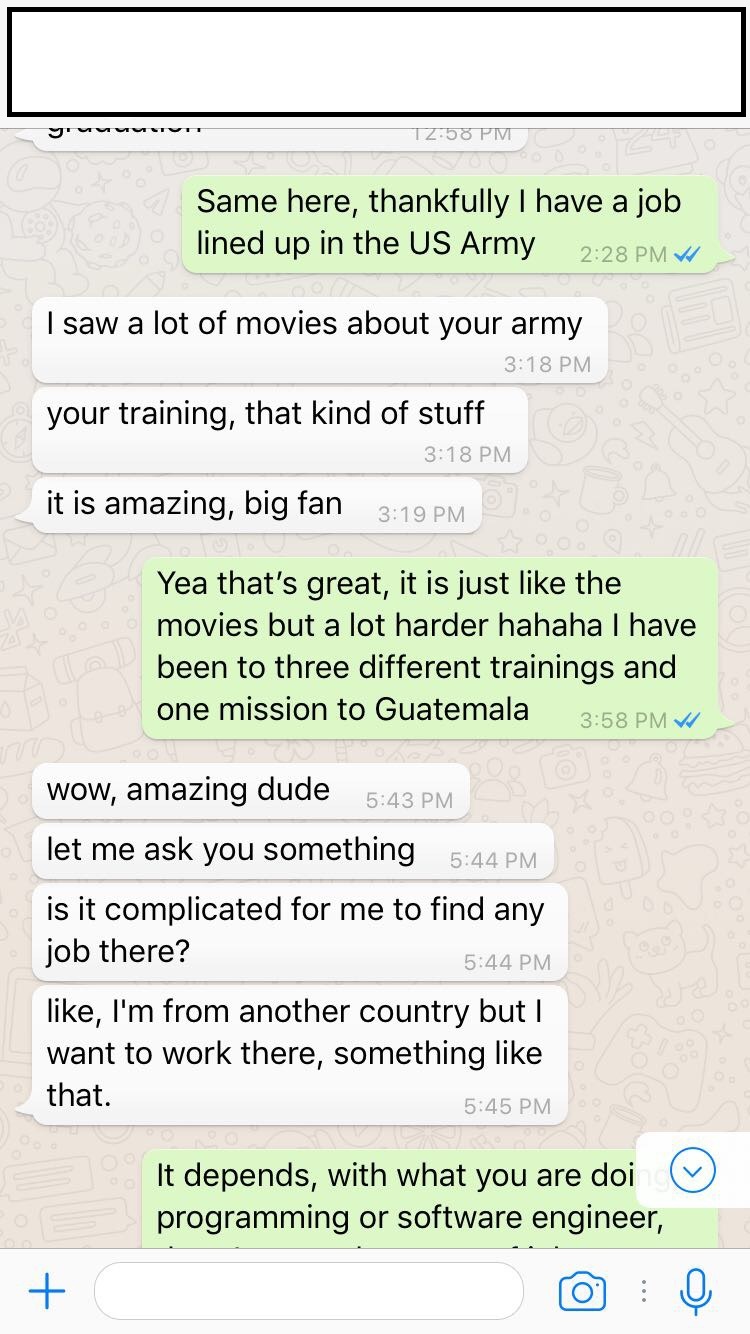 12:58 PM
Same here, thankfully I have a job
lined up in the US Army
2:28 PM
I saw a lot of movies about your army
3:18 PM
your training, that kind of stuff
3:18 PM
it is amazing, big fan
3:19 PM
Yea that's great, it is just like the
movies but a lot harder hahaha I have
been to three different trainings and
one mission to Guatemala
3:58 PM
wow, amazing dude
5:43 PM
let me ask you something
5:44 PM
is it complicated for me to find any
job there?
5:44 PM
like, I'm from another country but I
want to work there, something like
that.
5:45 PM
It depends, with what you are doing
programming or software engineer,